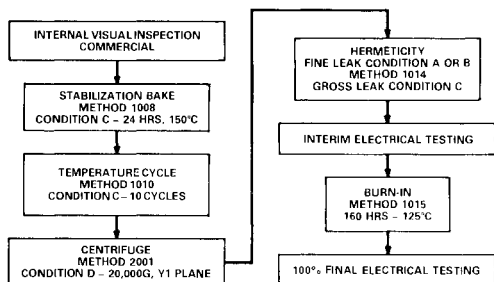 INTERNAL VISUAL INSPECTION
COMMERCIAL
STABILIZATION BAKE
METHOD 1008
CONDITION C – 24 HRS, 150°C
TEMPERATURE CYCLE
METHOD 1010
CONDITION C–10 CYCLES
CENTRIFUGE
METHOD 2001
CONDITION D – 20,000G, Y1 PLANE
HERMETICITY
FINE LEAK CONDITION A OR B
METHOD 1014
GROSS LEAK CONDITION C
INTERIM ELECTRICAL TESTING
BURN-IN
METHOD 1015
160 HRS – 125°C
100% FINAL ELECTRICAL TESTING